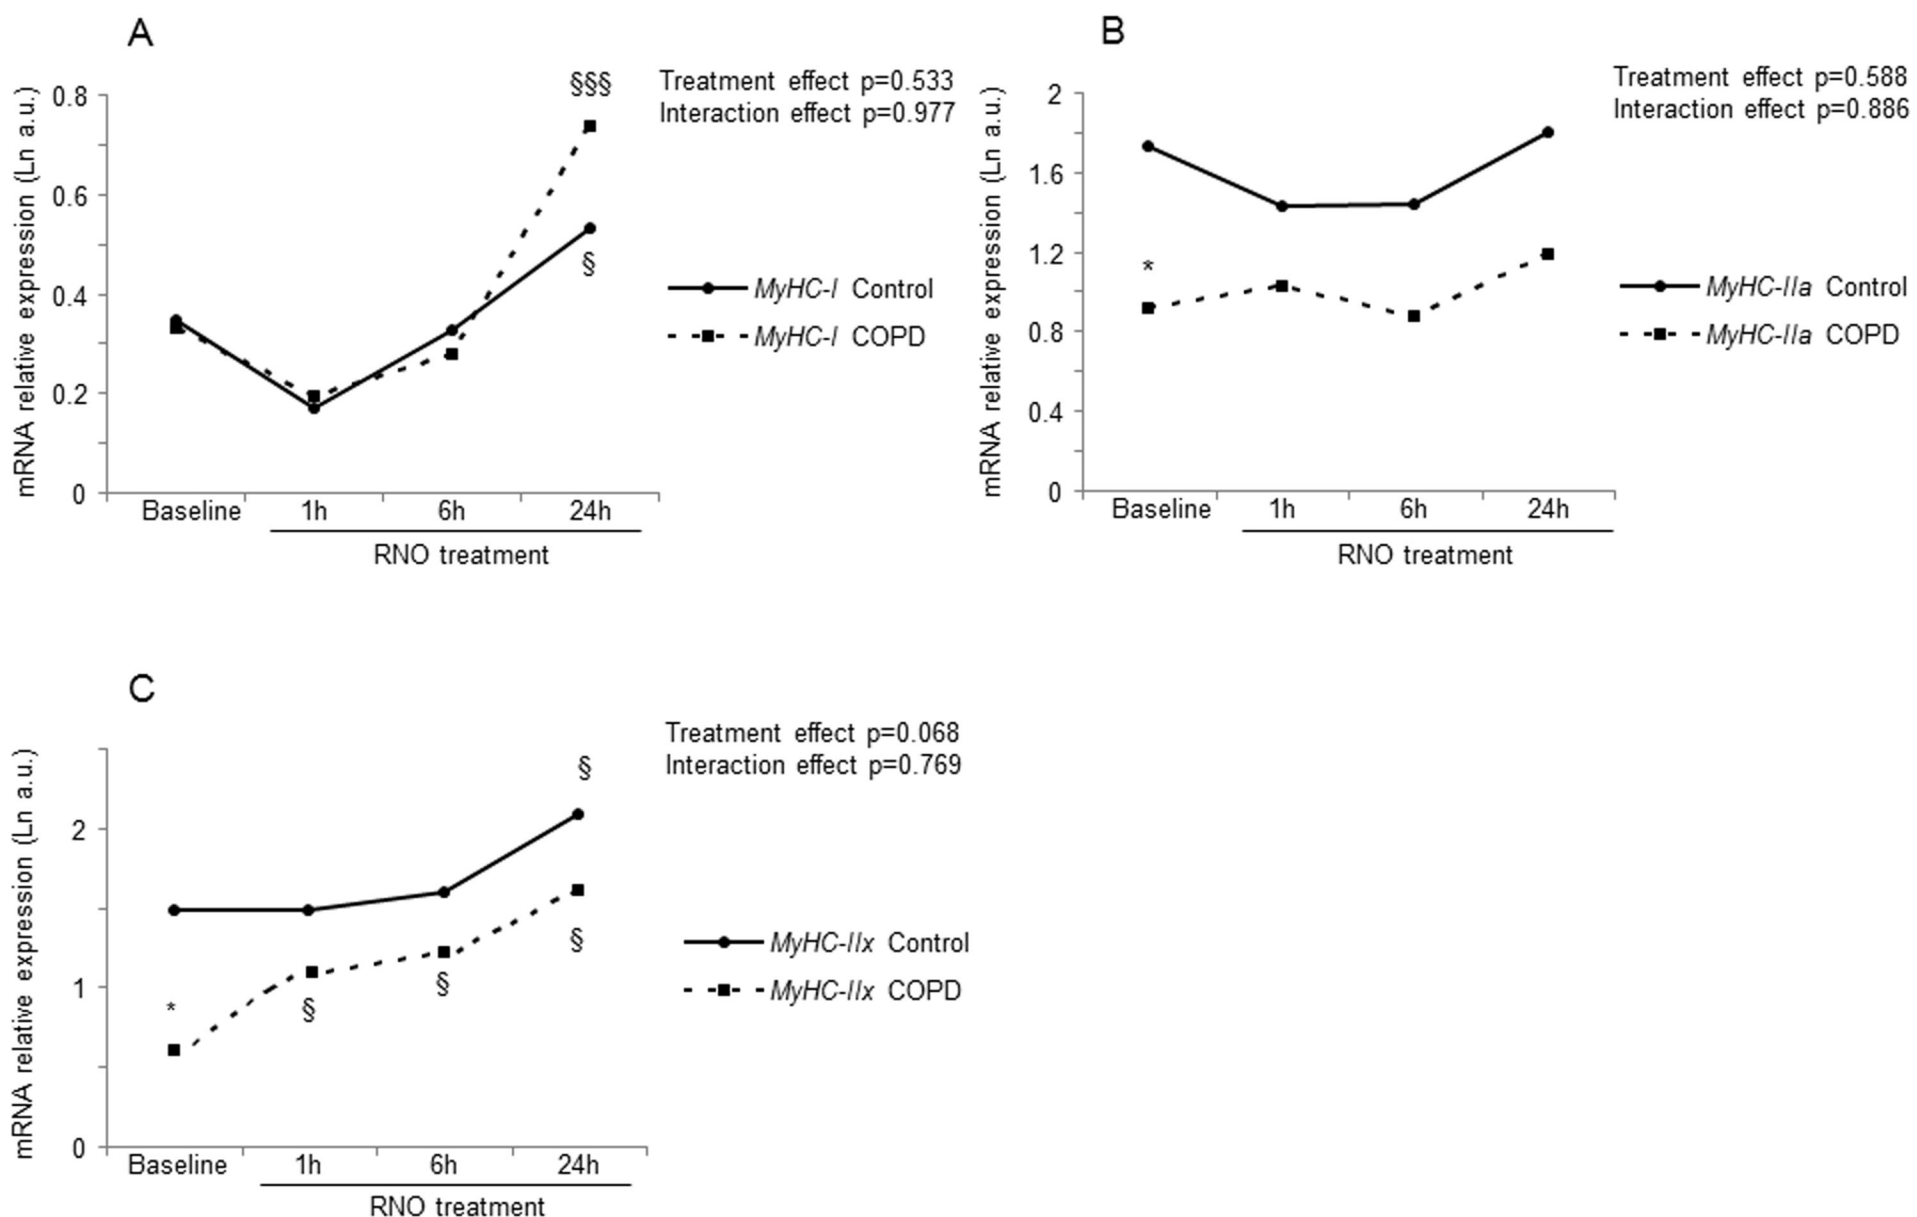 A
§§§
Treatment effect p=0.533
Interaction effect p=0.977
mRNA relative expression (Ln a.u.)
0.8
0.6
0.4
0.2
0
§
MyHC-I Control
MyHC-I COPD
Baseline 1h 6h 24h
RNO treatment
B
Treatment effect p=0.588
Interaction effect p=0.886
mRNA relative expression (Ln a.u.)
2
1.6
1.2
0.8
0.4
0
*
MyHC-IIa Control
MyHC-IIa COPD
Baseline 1h 6h 24h
RNO treatment
C
Treatment effect p=0.068
Interaction effect p=0.769
mRNA relative expression (Ln a.u.)
2
1
0
§
§
§
§
*
MyHC-IIx Control
MyHC-IIx COPD
Baseline 1h 6h 24h
RNO treatment